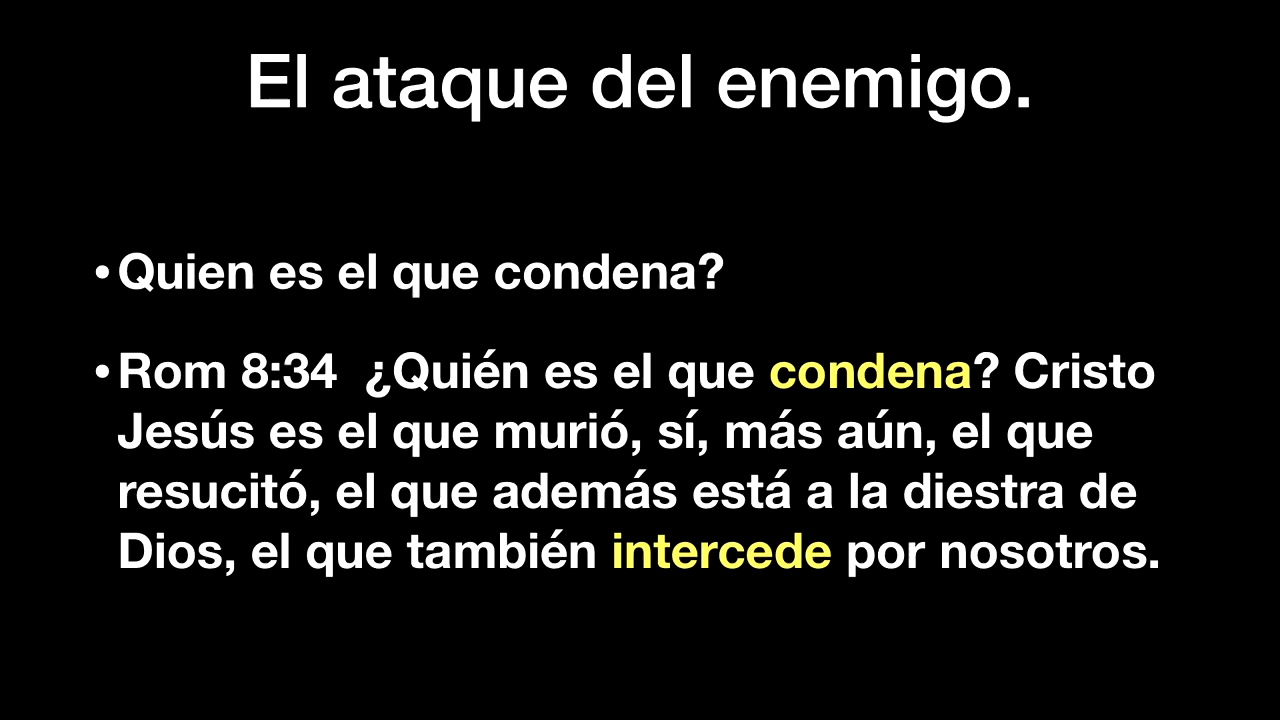 El ataque del enemigo.
• Quien es el que condena?
• Rom 8:34  ¿Quién es el que condena? Cristo
Jesús es el que murió, sí, más aún, el que
resucitó, el que además está a la diestra de
Dios, el que también intercede por nosotros.